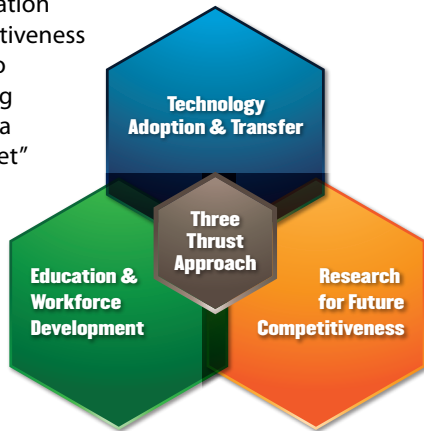 Technology
Adoption & Transfer
Three
Thrust
Approach
Education &
Workforce
Development
Research
for Future
Competitiveness